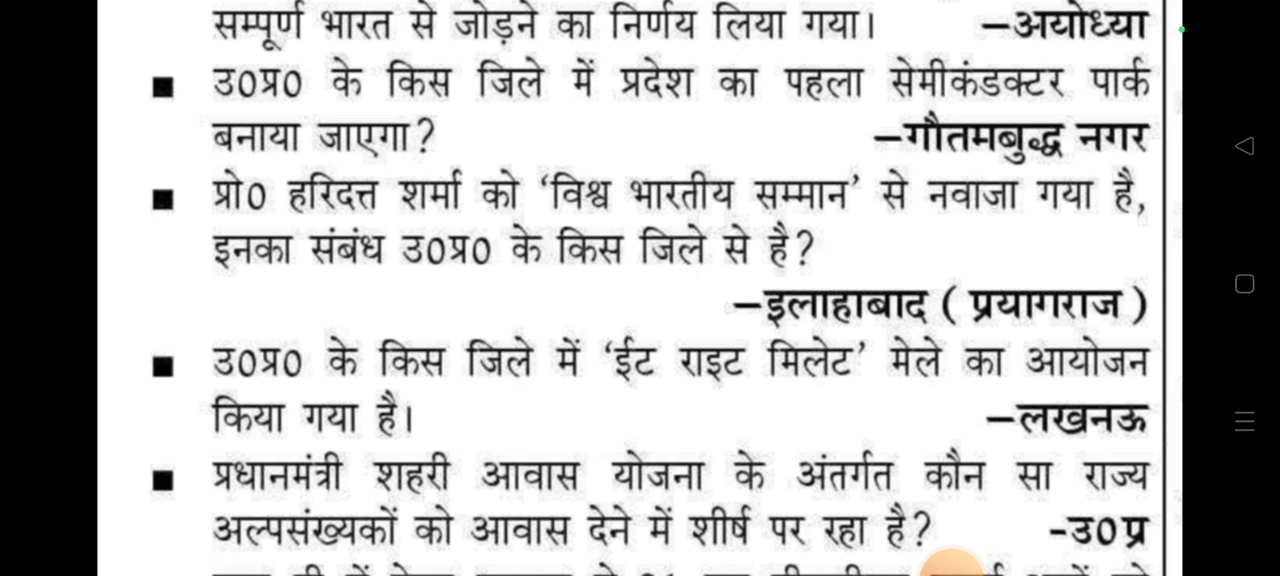 सम्पूर्ण भारत से जोड़ने का निर्णय लिया गया। –अयोध्या
■ उ0प्र0 के किस जिले में प्रदेश का पहला सेमीकंडक्टर पार्क
बनाया जाएगा? –गौतमबुद्ध नगर
■ प्रो0 हरिदत्त शर्मा को ‘विश्व भारतीय सम्मान’ से नवाजा गया है,
इनका संबंध उ0प्र0 के किस जिले से है?
–इलाहाबाद ( प्रयागराज )
■ उ0प्र0 के किस जिले में ‘ईट राइट मिलेट’ मेले का आयोजन
किया गया है। –लखनऊ
■ प्रधानमंत्री शहरी आवास योजना के अंतर्गत कौन सा राज्य
अल्पसंख्यकों को आवास देने में शीर्ष पर रहा है? -उ0प्र